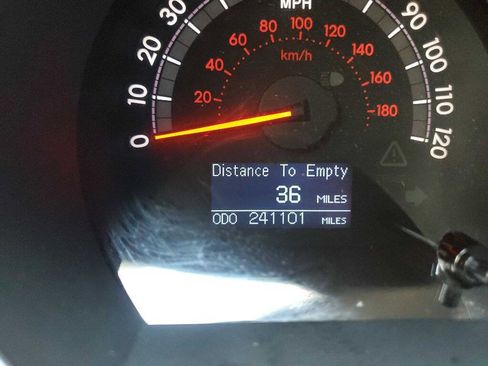 MPH
0 10 20 30 90 100 110 120
20 40 60 80 100 120 140 160 180
km/h
Distance To Empty
36 MILES
ODO 241101 MILES